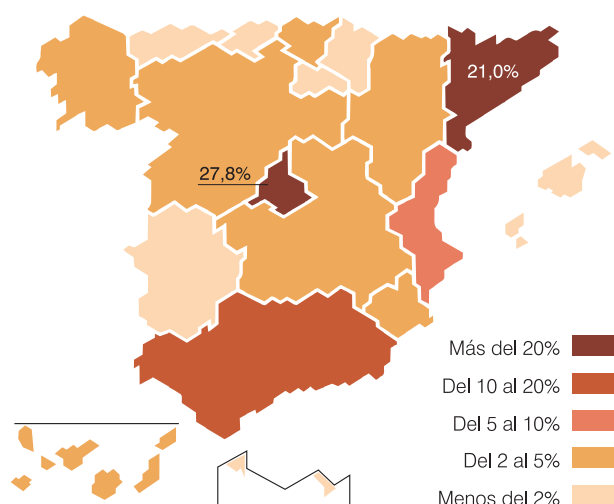 21,0%
27,8%
Más del 20%
Del 10 al 20%
Del 5 al 10%
Del 2 al 5%
Menos del 2%